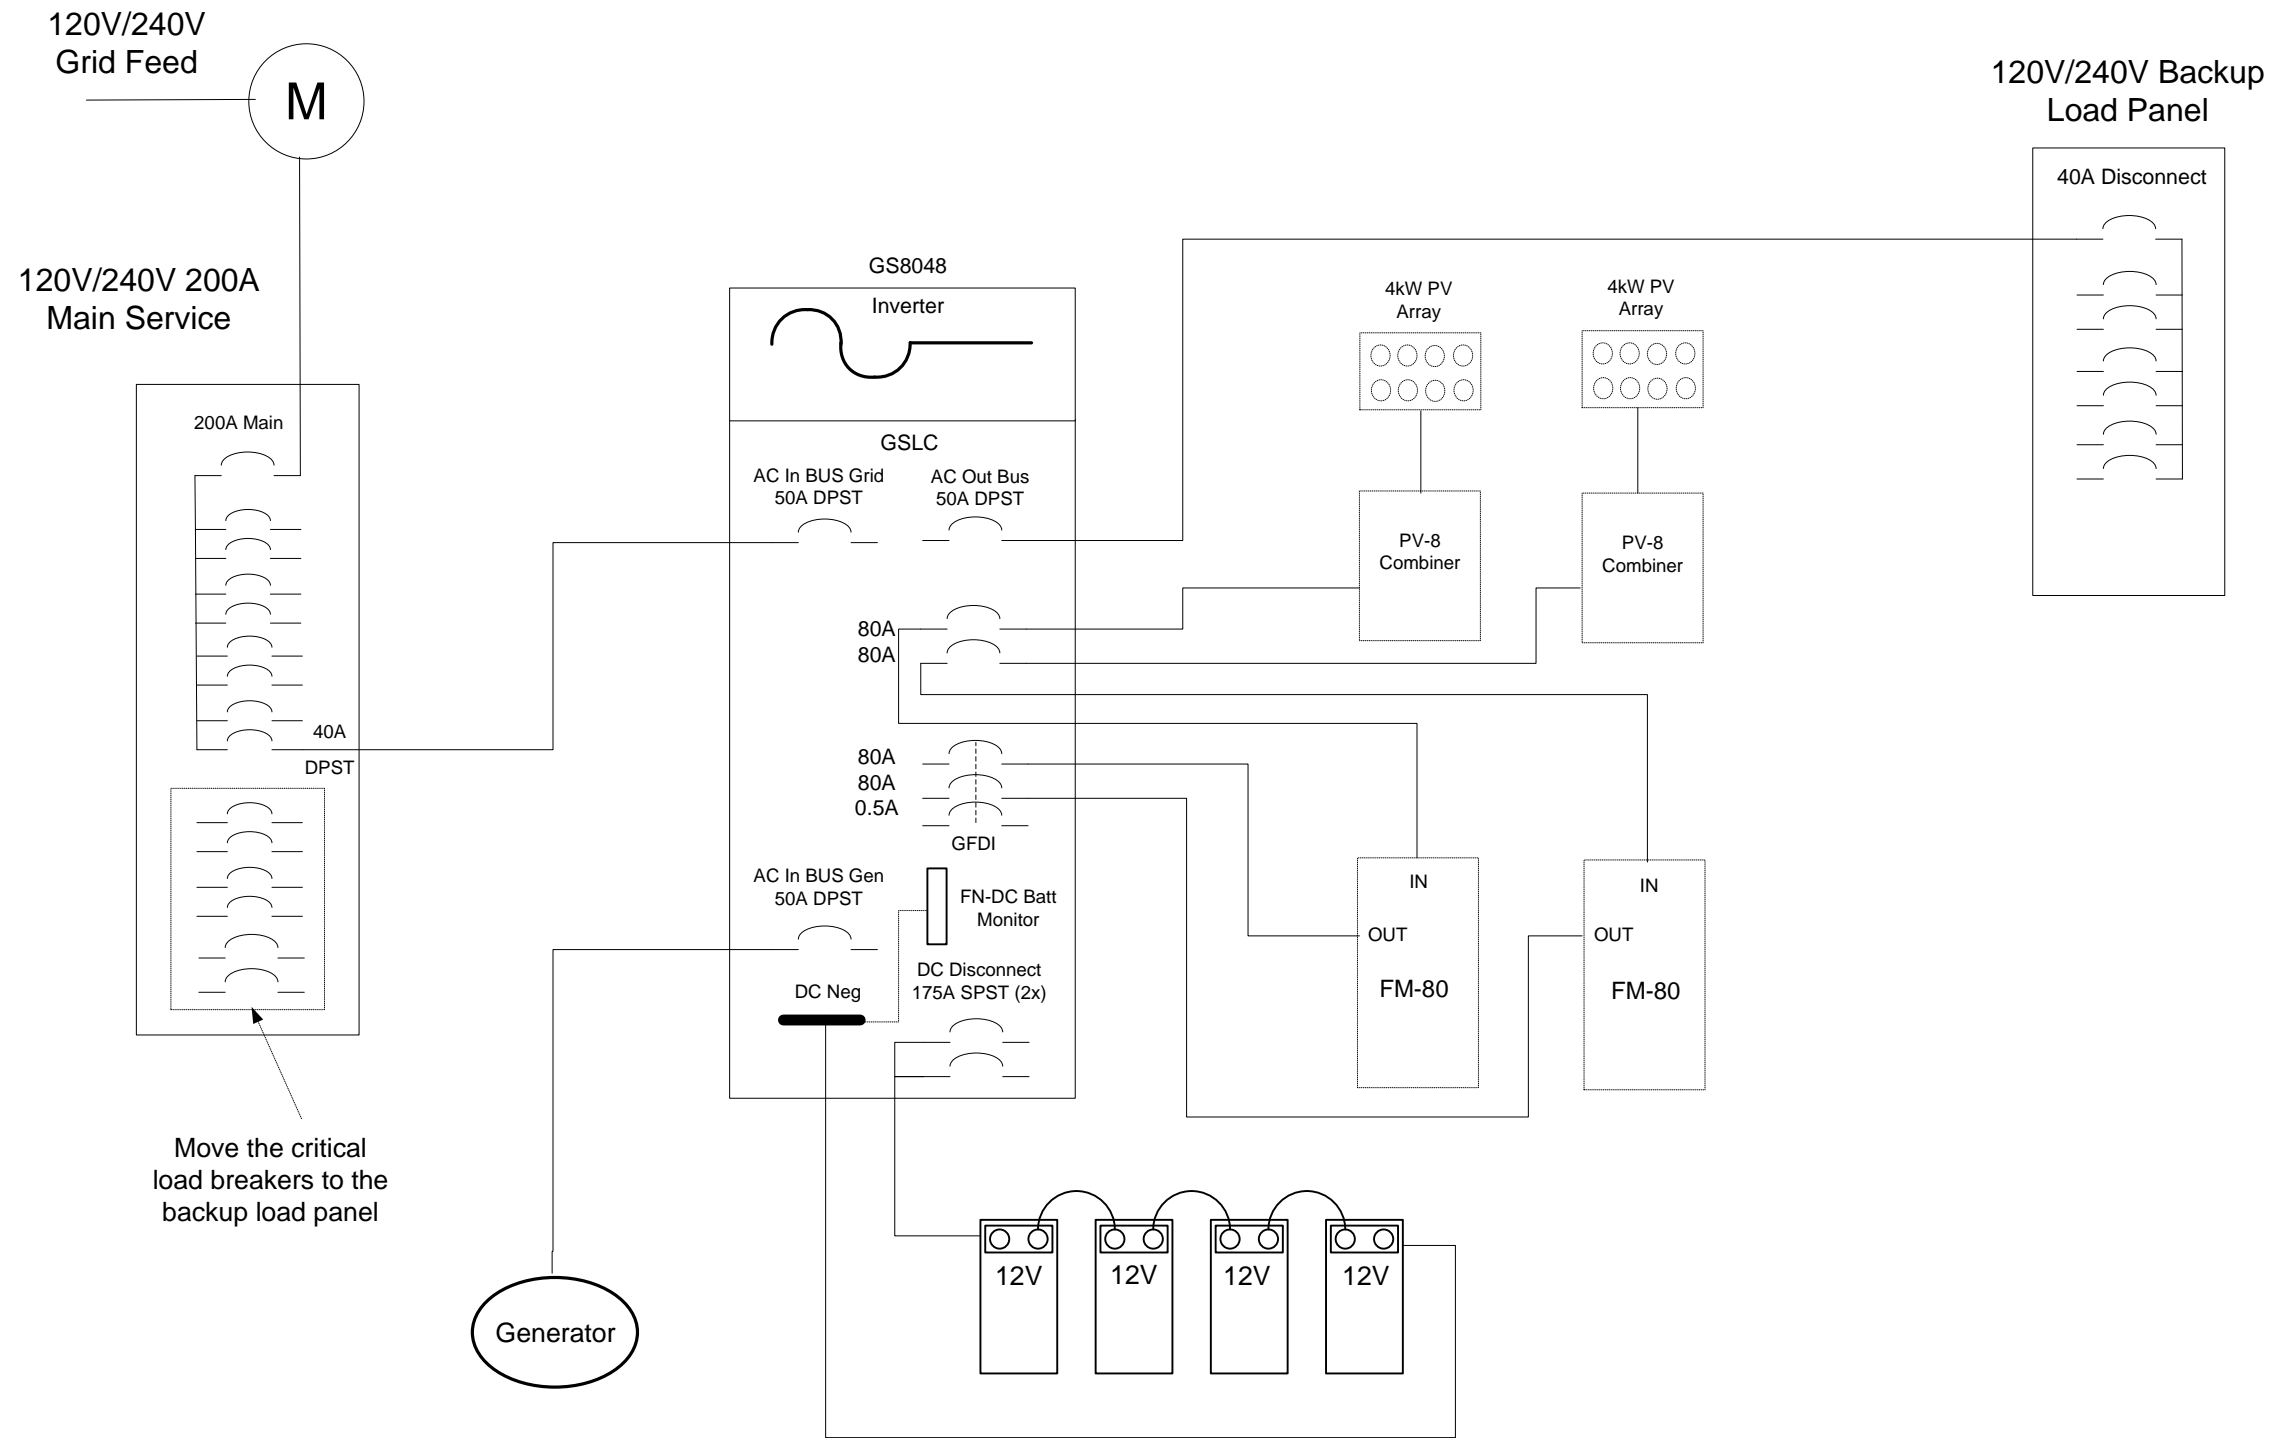 120V/240V
Grid Feed
M
120V/240V Backup
Load Panel
40A Disconnect
120V/240V 200A
Main Service
200A Main
40A
DPST
Move the critical
load breakers to the
backup load panel
GS8048
Inverter
GSLC
AC In BUS Grid
50A DPST
AC Out Bus
50A DPST
80A
80A
80A
80A
0.5A
GFDI
AC In BUS Gen
50A DPST
FN-DC Batt
Monitor
DC Neg
DC Disconnect
175A SPST (2x)
4kW PV
Array
4kW PV
Array
PV-8
Combiner
PV-8
Combiner
IN
OUT
FM-80
IN
OUT
FM-80
Generator
12V
12V
12V
12V